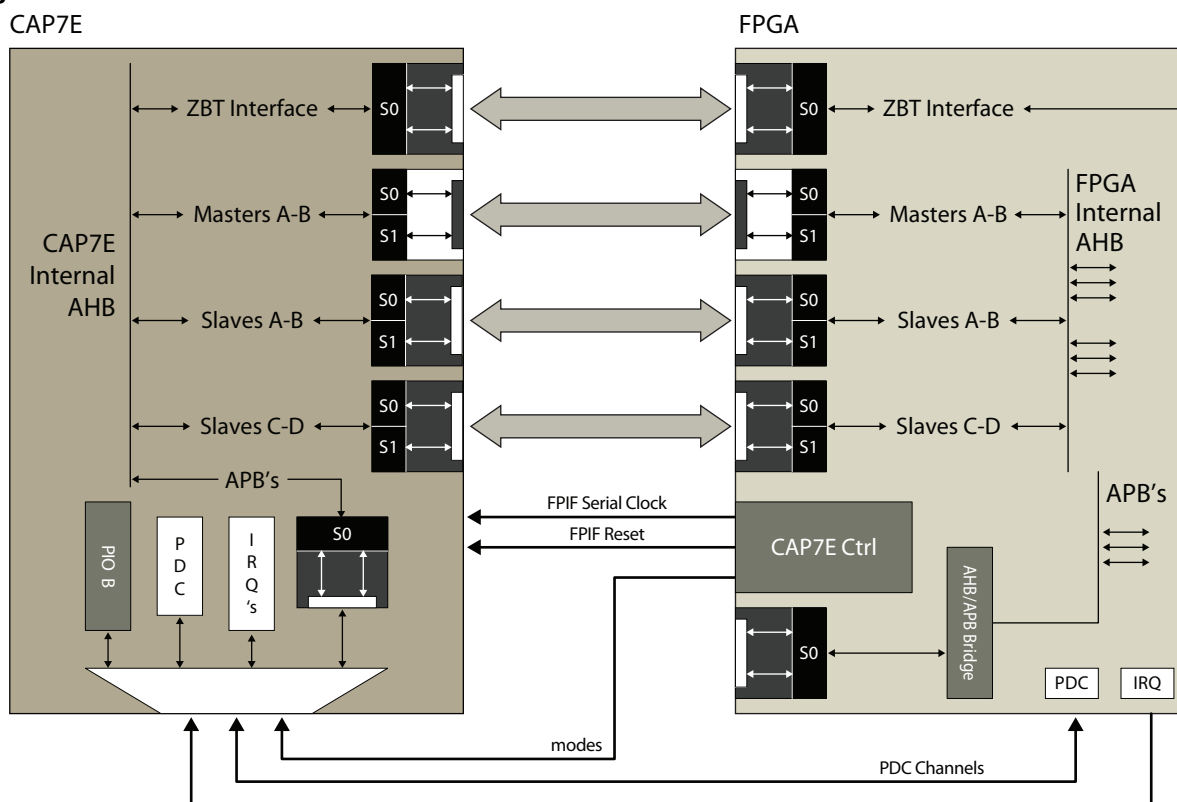 CAP7E
FPGA
ZBT Interface
S0
S0
ZBT Interface
Masters A-B
S0
S1
S0
S1
Masters A-B
FPGA
Internal
AHB
CAP7E
Internal
AHB
Slaves A-B
S0
S1
S0
S1
Slaves A-B
Slaves C-D
S0
S1
S0
S1
Slaves C-D
APB's
APB's
FPIF Serial Clock
FPIF Reset
CAP7E Ctrl
PIO B
P
D
C
I
R
Q
's
S0
S0
AHB/APB Bridge
PDC
IRQ
modes
PDC Channels